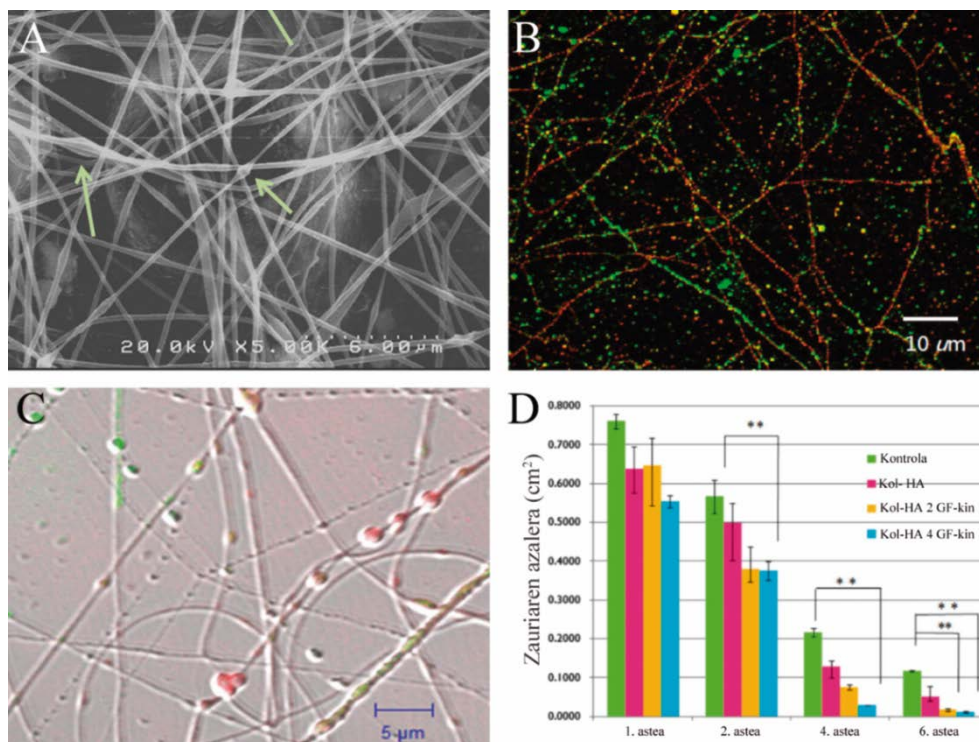 A
20.0kV X5.00K 6.00µm
B
10 µm
C
5 µm
D
Zauriaren azalera (cm²)
0.8000
0.7000
0.6000
0.5000
0.4000
0.3000
0.2000
0.1000
0.0000
**
* *
* *
**
Kontrola
Kol- HA
Kol-HA 2 GF-kin
Kol-HA 4 GF-kin
1. astea
2. astea
4. astea
6. astea